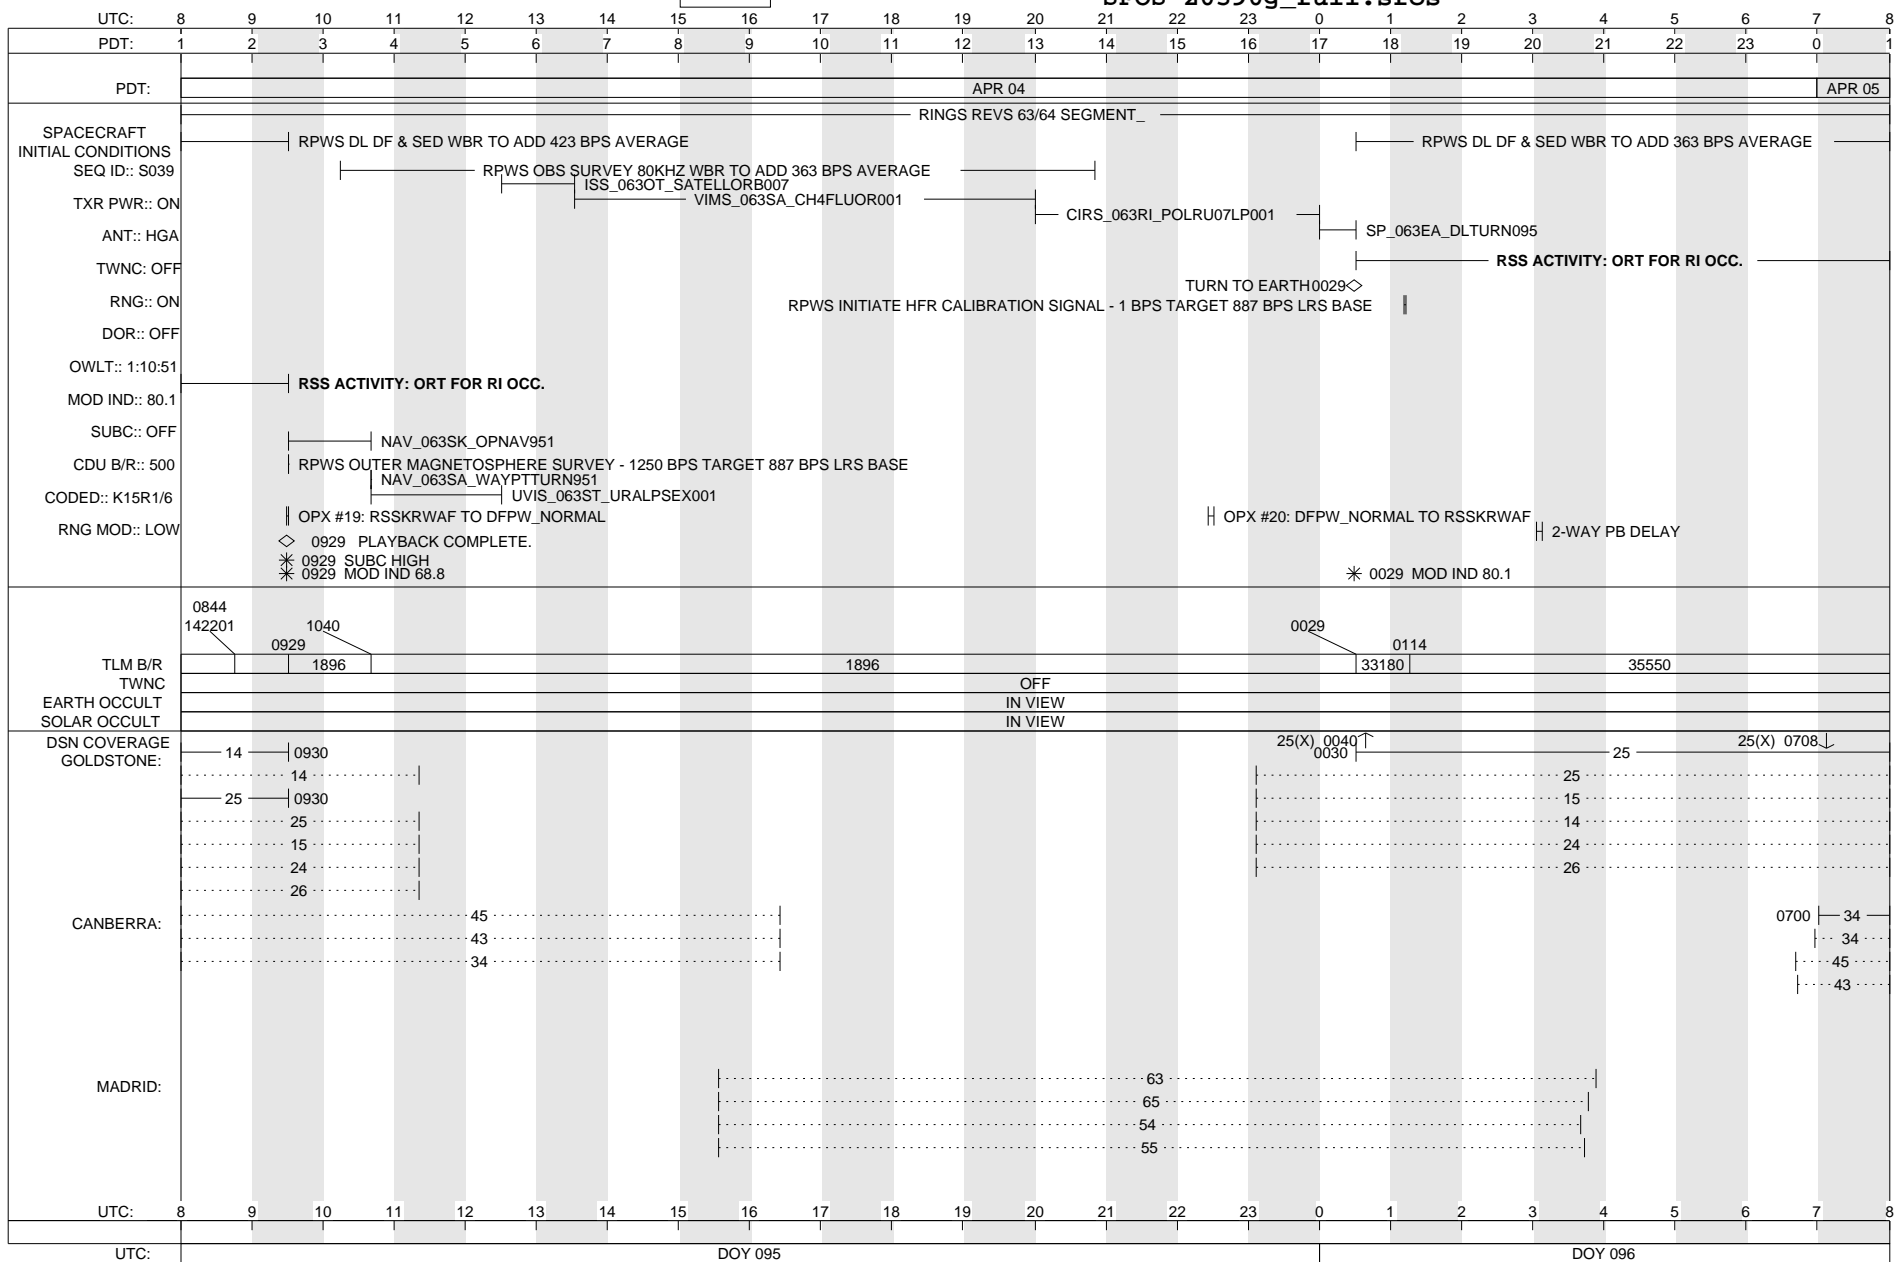 UTC: 8 9 10 11 12 13 14 15 16 17 18 19 20 21 22 23 0 1 2 3 4 5 6 7 8
PDT: 1 2 3 4 5 6 7 8 9 10 11 12 13 14 15 16 17 18 19 20 21 22 23 0 1
PDT: APR 04 APR 05
RINGS REVS 63/64 SEGMENT_
SPACECRAFT
INITIAL CONDITIONS
RPWS DL DF & SED WBR TO ADD 423 BPS AVERAGE
RPWS DL DF & SED WBR TO ADD 363 BPS AVERAGE
SEQ ID:: S039
RPWS OBS SURVEY 80KHZ WBR TO ADD 363 BPS AVERAGE
ISS_063OT_SATELLORB007
TXR PWR:: ON
VIMS_063SA_CH4FLUOR001
CIRS_063RI_POLRU07LP001
ANT:: HGA
SP_063EA_DLTURN095
TWNC: OFF
RSS ACTIVITY: ORT FOR RI OCC.
TURN TO EARTH 0029
RNG:: ON
RPWS INITIATE HFR CALIBRATION SIGNAL - 1 BPS TARGET 887 BPS LRS BASE
DOR:: OFF
OWLT:: 1:10:51
RSS ACTIVITY: ORT FOR RI OCC.
MOD IND:: 80.1
SUBC:: OFF
NAV_063SK_OPNAV951
CDU B/R:: 500
RPWS OUTER MAGNETOSPHERE SURVEY - 1250 BPS TARGET 887 BPS LRS BASE
NAV_063SA_WAYPTTURN951
CODED:: K15R1/6
UVIS_063ST_URALPSEX001
OPX #19: RSSKRWAF TO DFPW_NORMAL
OPX #20: DFPW_NORMAL TO RSSKRWAF
RNG MOD:: LOW
2-WAY PB DELAY
0929 PLAYBACK COMPLETE.
0929 SUBC HIGH
0929 MOD IND 68.8
0029 MOD IND 80.1
0844
142201 1040 0029
0929 0114
TLM B/R 1896 1896 33180 35550
TWNC OFF
EARTH OCCULT IN VIEW
SOLAR OCCULT IN VIEW
DSN COVERAGE 25(X) 0040 25(X) 0708
GOLDSTONE: 14 0930 0030 25
14 25
25 0930 15
25 14
15 24
24 26
26
CANBERRA: 45 0700 34
43 34
34 45
43
MADRID: 63
65
54
55
UTC: 8 9 10 11 12 13 14 15 16 17 18 19 20 21 22 23 0 1 2 3 4 5 6 7 8
UTC: DOY 095 DOY 096